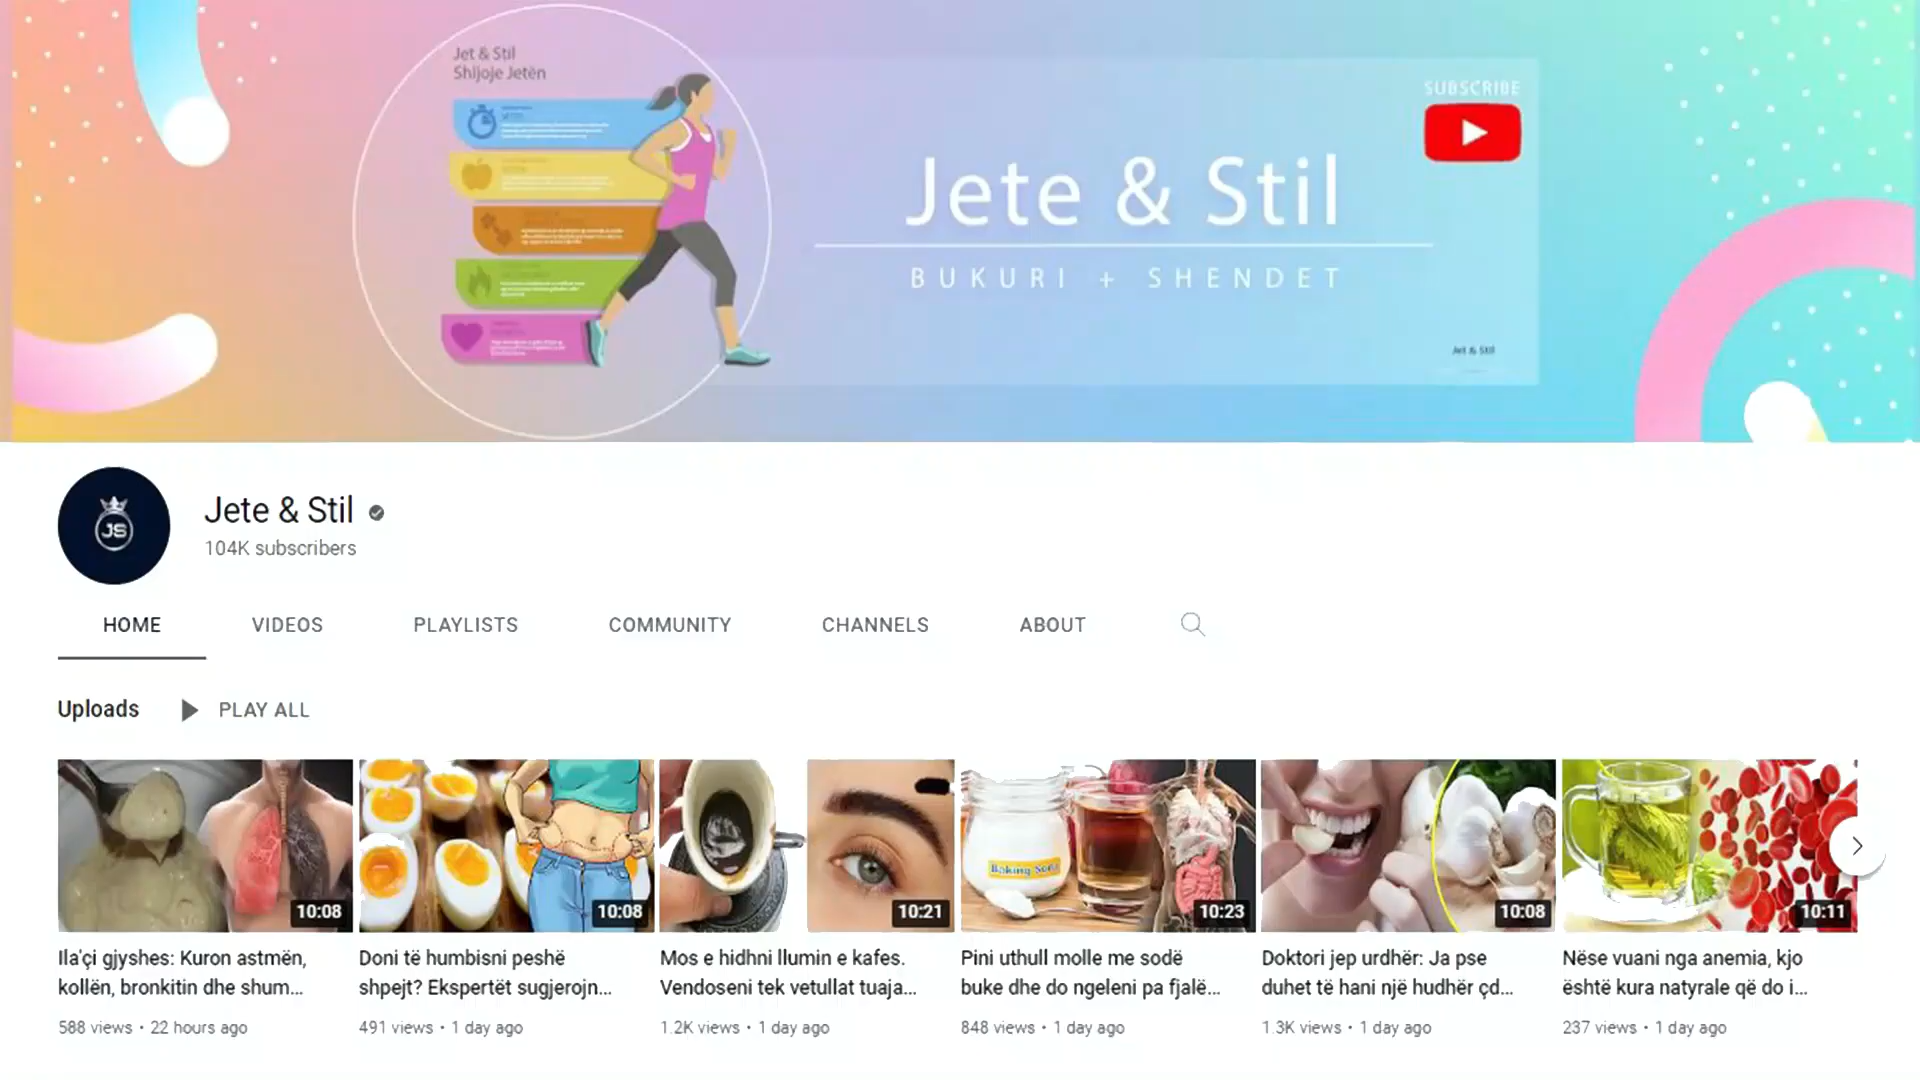 Jet & Stil
Shijoje Jetën
SUBSCRIBE
Jete & Stil
BUKURI + SHENDET
Jet & Stil
JS
Jete & Stil
104K subscribers
HOME VIDEOS PLAYLISTS COMMUNITY CHANNELS ABOUT
Uploads PLAY ALL
Baking Soda
10:08 10:08 10:21 10:23 10:08 10:11
Ila'çi gjyshes: Kuron astmën,
kollën, bronkitin dhe shum...
588 views • 22 hours ago
Doni të humbisni peshë
shpejt? Ekspertët sugjerojn...
491 views • 1 day ago
Mos e hidhni llumin e kafes.
Vendoseni tek vetullat tuaja...
1.2K views • 1 day ago
Pini uthull molle me sodë
buke dhe do ngeleni pa fjalë...
848 views • 1 day ago
Doktori jep urdhër: Ja pse
duhet të hani një hudhër çd...
1.3K views • 1 day ago
Nëse vuani nga anemia, kjo
është kura natyrale që do i...
237 views • 1 day ago